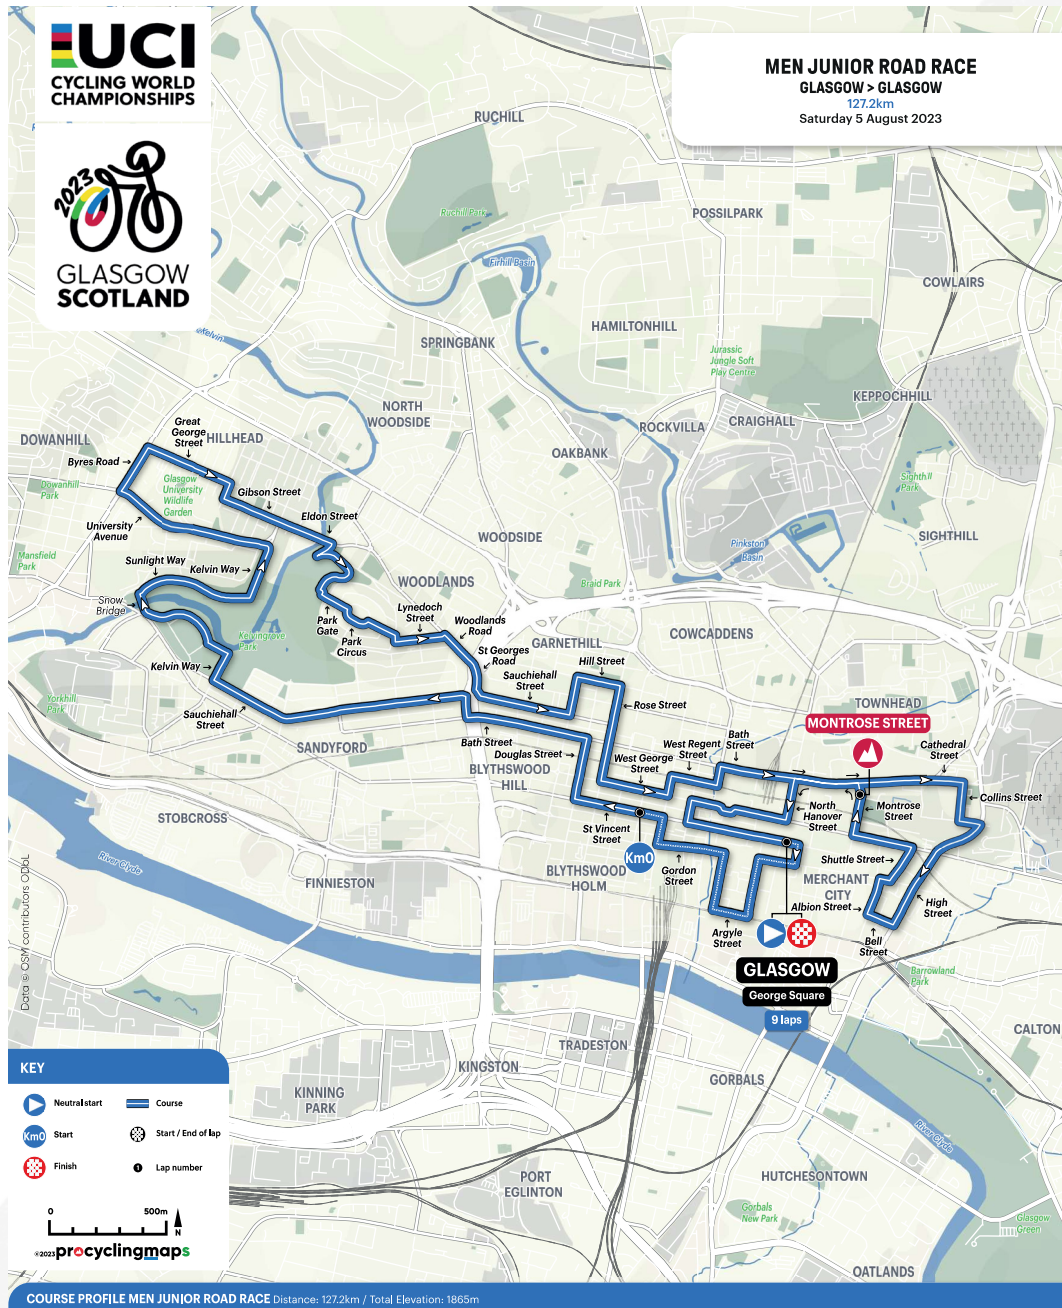 UCI
CYCLING WORLD
CHAMPIONSHIPS
2023
GLASGOW
SCOTLAND
MEN JUNIOR ROAD RACE
GLASGOW > GLASGOW
127.2km
Saturday 5 August 2023
RUCHILL
Ruchill Park
POSSILPARK
Firhill Basin
COWLAIRS
HAMILTONHILL
Kelvin
SPRINGBANK
Jurassic
Jungle Soft
Play Centre
KEPPOCHHILL
NORTH
WOODSIDE
CRAIGHALL
ROCKVILLA
Great
George
Street
HILLHEAD
DOWANHILL
OAKBANK
Byres Road
Dowanhill
Park
Glasgow
University
Wildlife
Garden
Gibson Street
Sighthill
Park
Eldon Street
University
Avenue
WOODSIDE
SIGHTHILL
Pinkston
Basin
Mansfield
Park
Sunlight Way
Kelvin Way
WOODLANDS
Braid Park
Snow
Bridge
Lynedoch
Street
Park
Gate
Woodlands
Road
Park
Circus
Kelvingrove
Park
GARNETHILL
COWCADDENS
St Georges
Road
Kelvin Way
Hill Street
Sauchiehall
Street
Yorkhill
Park
Rose Street
TOWNHEAD
MONTROSE STREET
Sauchiehall
Street
SANDYFORD
Bath Street
Douglas Street
West George
Street
West Regent
Street
Bath
Street
Cathedral
Street
BLYTHSWOOD
HILL
Collins Street
STOBCROSS
North
Hanover
Street
Montrose
Street
St Vincent
Street
Km0
Gordon
Street
Shuttle Street
River Clyde
FINNIESTON
BLYTHSWOOD
HOLM
MERCHANT
CITY
Albion Street
High
Street
Argyle
Street
Bell
Street
GLASGOW
George Square
9 laps
Barrowland
Park
Data © OSM contributors ODbL
CALTON
TRADESTON
KINGSTON
GORBALS
KINNING
PARK
River Clyde
PORT
EGLINTON
HUTCHESONTOWN
Gorbals
New Park
Glasgow
Green
OATLANDS
KEY
Neutral start
Course
Km0
Start
Start / End of lap
Finish
1
Lap number
0 500m
N
©2023 procyclingmaps
COURSE PROFILE MEN JUNIOR ROAD RACE Distance: 127.2km / Total Elevation: 1865m